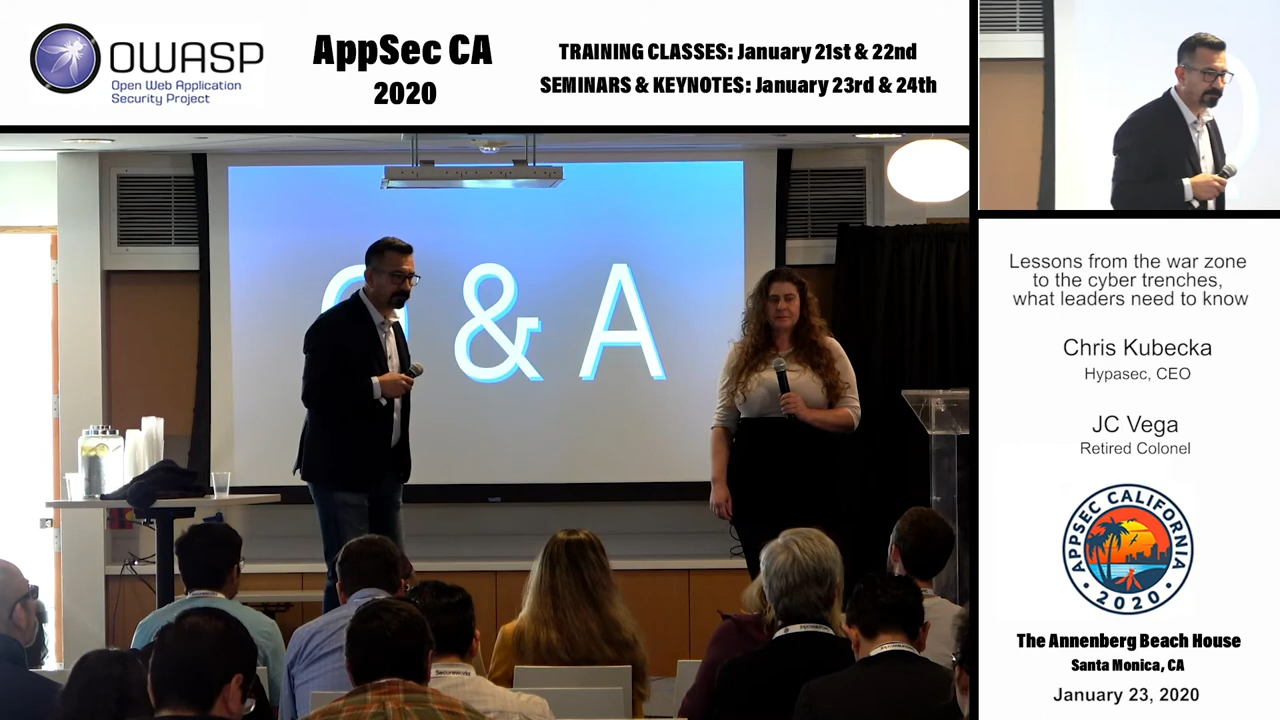 OWASP
Open Web Application
Security Project
AppSec CA
2020
TRAINING CLASSES: January 21st & 22nd
SEMINARS & KEYNOTES: January 23rd & 24th
& A
Lessons from the war zone
to the cyber trenches,
what leaders need to know
Chris Kubecka
Hypasec, CEO
JC Vega
Retired Colonel
APPSEC CALIFORNIA
2020
The Annenberg Beach House
Santa Monica, CA
January 23, 2020
Secureworld